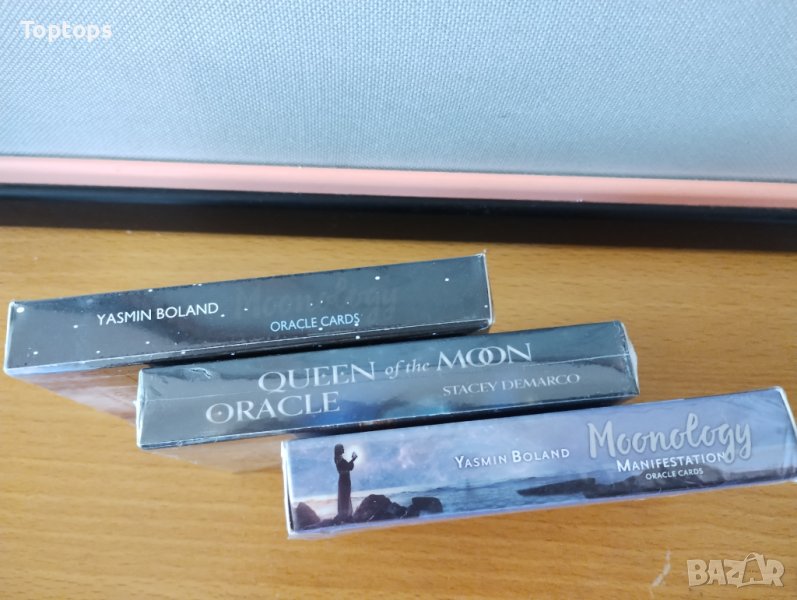 Toptops
YASMIN BOLAND
Moonology
ORACLE CARDS
QUEEN of the MOON
ORACLE
STACEY DEMARCO
YASMIN BOLAND
Moonology
MANIFESTATION
ORACLE CARDS
BAZAR